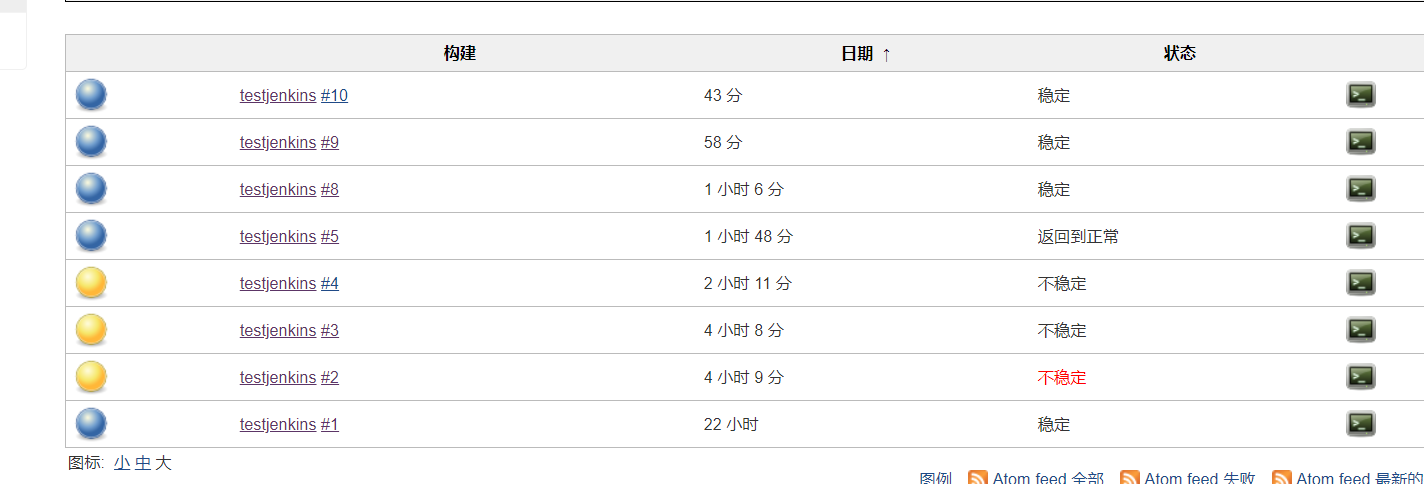 构建 日期 ↑ 状态
testjenkins #10 43 分 稳定
testjenkins #9 58 分 稳定
testjenkins #8 1 小时 6 分 稳定
testjenkins #5 1 小时 48 分 返回到正常
testjenkins #4 2 小时 11 分 不稳定
testjenkins #3 4 小时 8 分 不稳定
testjenkins #2 4 小时 9 分 不稳定
testjenkins #1 22 小时 稳定
图标: 小 中 大
图例 Atom feed 全部 Atom feed 失败 Atom feed 最新的